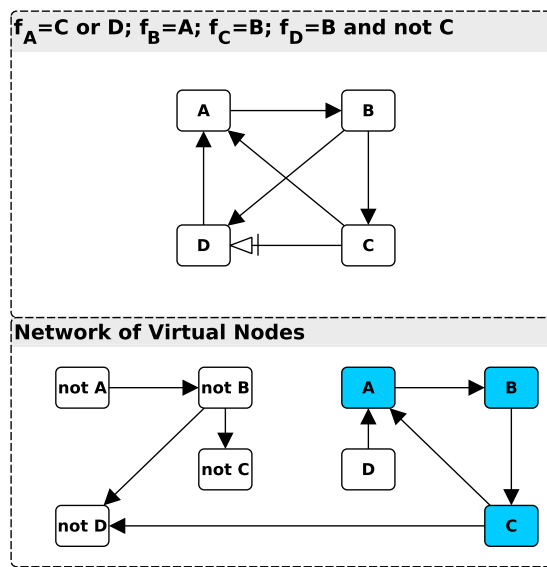 fA=C or D; fB=A; fC=B; fD=B and not C
A B
D C
Network of Virtual Nodes
not A not B A B
not C D
not D C